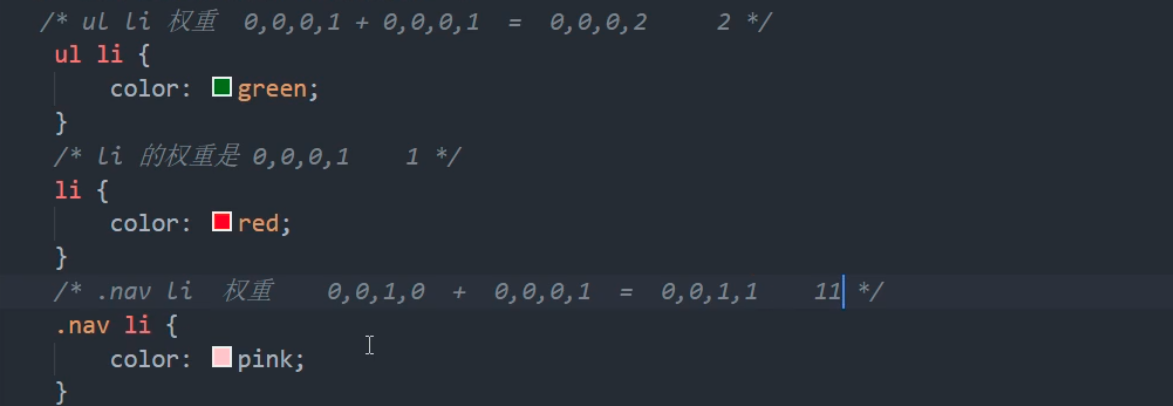 /* ul li 权重  0,0,0,1 + 0,0,0,1  =  0,0,0,2     2 */
ul li {
    color: green;
}
/* li 的权重是 0,0,0,1    1 */
li {
    color: red;
}
/* .nav li  权重    0,0,1,0  +  0,0,0,1  =  0,0,1,1    11 */
.nav li {
    color: pink;
}